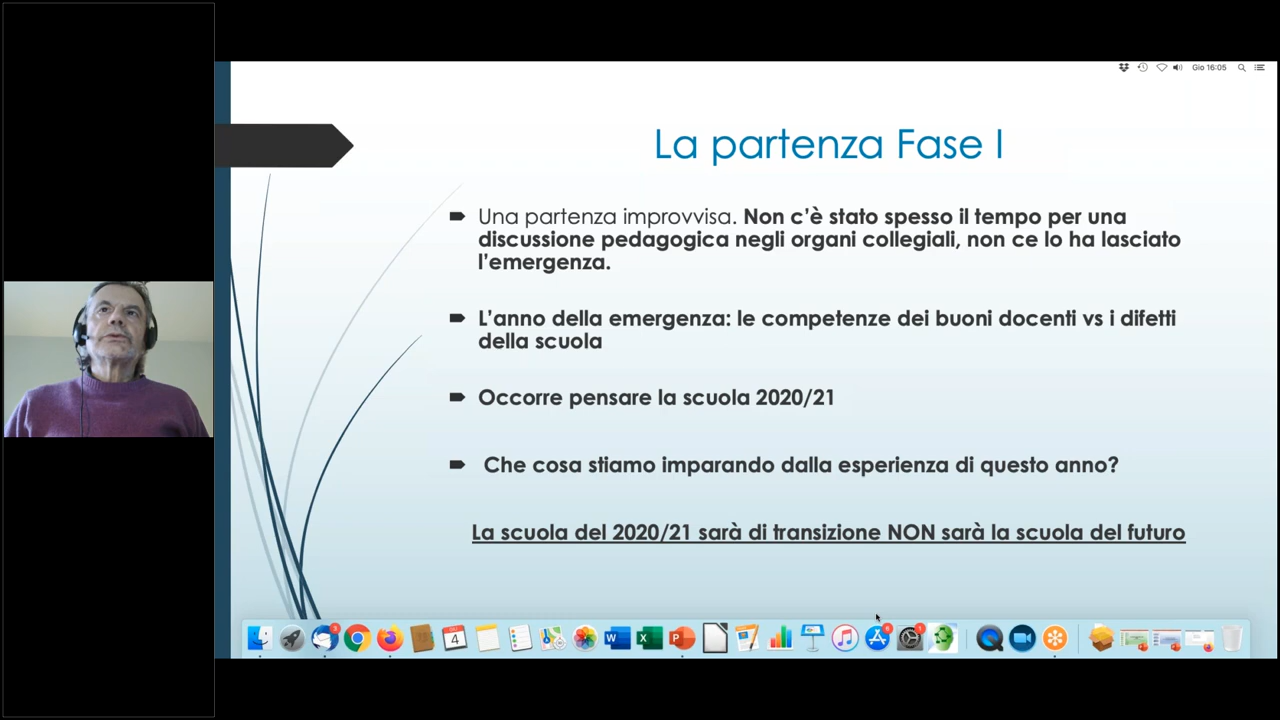 Gio 16:05
La partenza Fase I
Una partenza improvvisa. Non c’è stato spesso il tempo per una
discussione pedagogica negli organi collegiali, non ce lo ha lasciato
l’emergenza.
L’anno della emergenza: le competenze dei buoni docenti vs i difetti
della scuola
Occorre pensare la scuola 2020/21
Che cosa stiamo imparando dalla esperienza di questo anno?
La scuola del 2020/21 sarà di transizione NON sarà la scuola del futuro
4
W
X
P